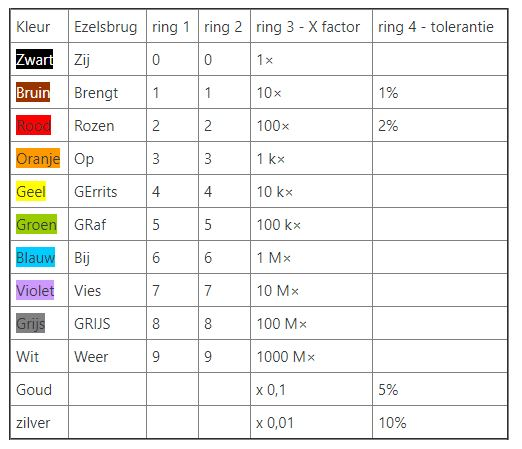 Kleur Ezelsbrug ring 1 ring 2 ring 3 - X factor ring 4 - tolerantie
Zwart Zij 0 0 1×
Bruin Brengt 1 1 10× 1%
Rood Rozen 2 2 100× 2%
Oranje Op 3 3 1 k×
Geel GErrits 4 4 10 k×
Groen GRaf 5 5 100 k×
Blauw Bij 6 6 1 M×
Violet Vies 7 7 10 M×
Grijs GRIJS 8 8 100 M×
Wit Weer 9 9 1000 M×
Goud x 0,1 5%
zilver x 0,01 10%